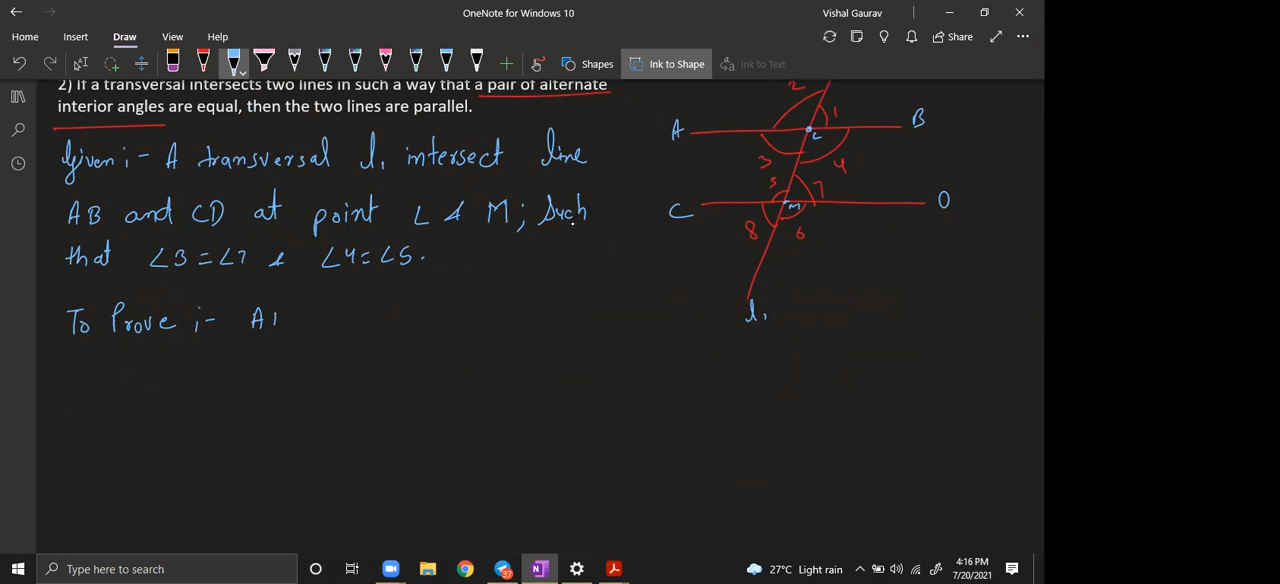 OneNote for Windows 10
Vishal Gaurav
Home Insert Draw View Help
Share
Shapes
Ink to Shape
Ink to Text
2) If a transversal intersects two lines in such a way that a pair of alternate
interior angles are equal, then the two lines are parallel.
Given :- A transversal l₁ intersect line
AB and CD at point L & M; such
that ∠3 = ∠7 & ∠4 = ∠5.
To Prove :- A
2
1
A
B
L
3
4
5
7
C
D
M
8
6
l₁
Type here to search
37
27°C Light rain
4:16 PM
7/20/2021